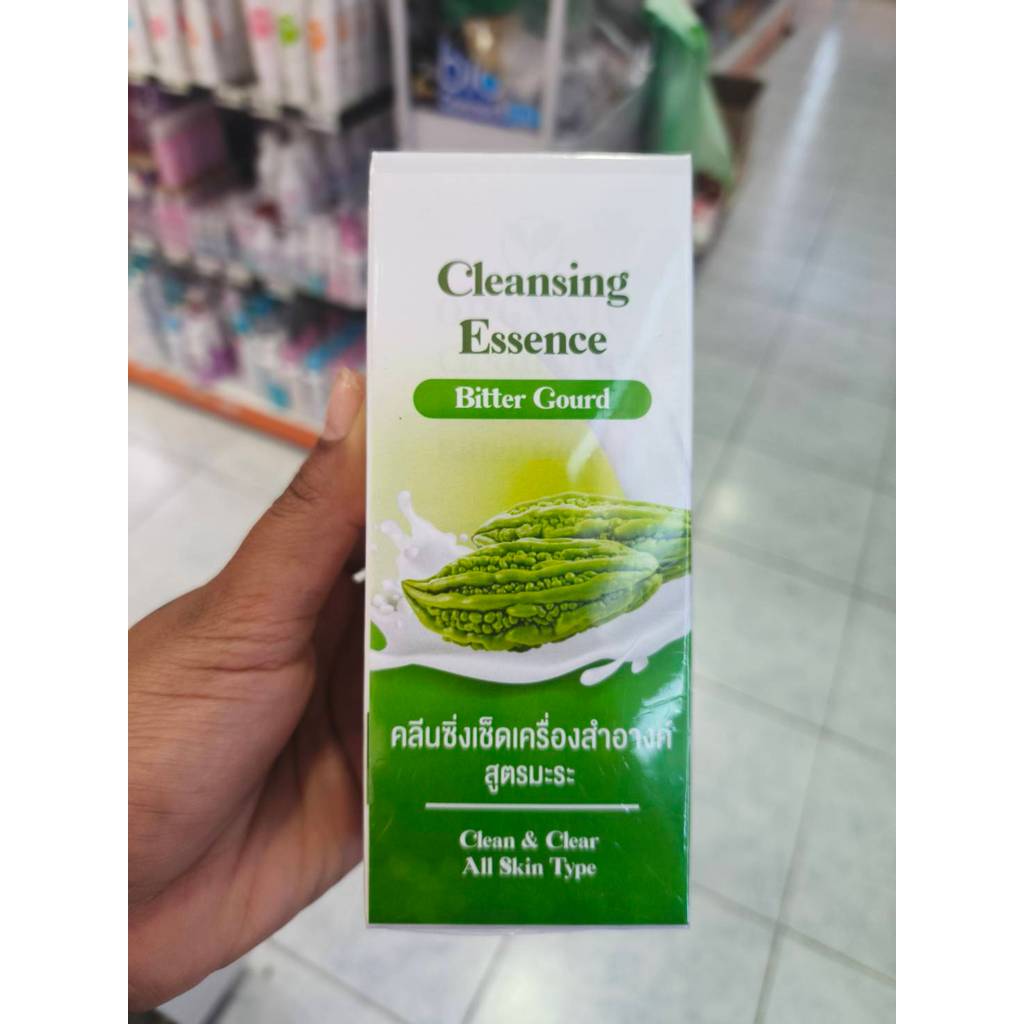 Cleansing
Essence
Bitter Gourd
คลีนซิ่งเช็ดเครื่องสำอางค์
สูตรมะระ
Clean & Clear
All Skin Type